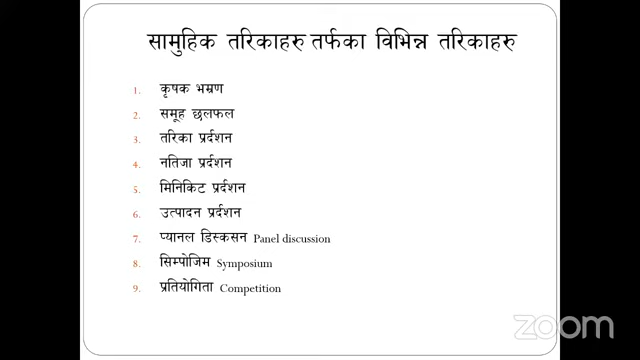 सामुहिक तरिकाहरु तर्फका विभिन्न तरिकाहरु
1. कृषक भम्रण
2. समूह छलफल
3. तरिका प्रर्दशन
4. नतिजा प्रर्दशन
5. मिनिकिट प्रर्दशन
6. उत्पादन प्रर्दशन
7. प्यानल डिस्कसन Panel discussion
8. सिम्पोजिम Symposium
9. प्रतियोगिता Competition
zoom